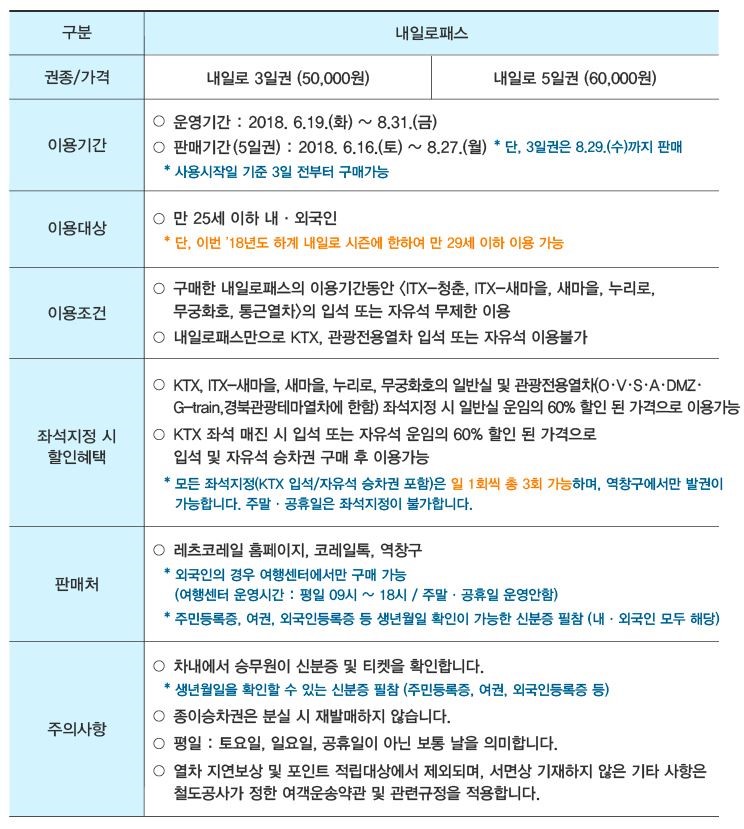 구분
내일로패스
권종/가격
내일로 3일권 (50,000원)
내일로 5일권 (60,000원)
이용기간
○ 운영기간 : 2018. 6.19.(화) ~ 8.31.(금)
○ 판매기간(5일권) : 2018. 6.16.(토) ~ 8.27.(월) * 단, 3일권은 8.29.(수)까지 판매
* 사용시작일 기준 3일 전부터 구매가능
이용대상
○ 만 25세 이하 내·외국인
* 단, 이번 '18년도 하계 내일로 시즌에 한하여 만 29세 이하 이용 가능
이용조건
○ 구매한 내일로패스의 이용기간동안 <ITX-청춘, ITX-새마을, 새마을, 누리로,
무궁화호, 통근열차>의 입석 또는 자유석 무제한 이용
○ 내일로패스만으로 KTX, 관광전용열차 입석 또는 자유석 이용불가
좌석지정 시
할인혜택
○ KTX, ITX-새마을, 새마을, 누리로, 무궁화호의 일반실 및 관광전용열차(O·V·S·A·DMZ·
G-train,경북관광테마열차에 한함) 좌석지정 시 일반실 운임의 60% 할인 된 가격으로 이용가능
○ KTX 좌석 매진 시 입석 또는 자유석 운임의 60% 할인 된 가격으로
입석 및 자유석 승차권 구매 후 이용가능
* 모든 좌석지정(KTX 입석/자유석 승차권 포함)은 일 1회씩 총 3회 가능하며, 역창구에서만 발권이
가능합니다. 주말·공휴일은 좌석지정이 불가합니다.
판매처
○ 레츠코레일 홈페이지, 코레일톡, 역창구
* 외국인의 경우 여행센터에서만 구매 가능
(여행센터 운영시간 : 평일 09시 ~ 18시 / 주말·공휴일 운영안함)
* 주민등록증, 여권, 외국인등록증 등 생년월일 확인이 가능한 신분증 필참 (내·외국인 모두 해당)
주의사항
○ 차내에서 승무원이 신분증 및 티켓을 확인합니다.
* 생년월일을 확인할 수 있는 신분증 필참 (주민등록증, 여권, 외국인등록증 등)
○ 종이승차권은 분실 시 재발매하지 않습니다.
○ 평일 : 토요일, 일요일, 공휴일이 아닌 보통 날을 의미합니다.
○ 열차 지연보상 및 포인트 적립대상에서 제외되며, 서면상 기재하지 않은 기타 사항은
철도공사가 정한 여객운송약관 및 관련규정을 적용합니다.